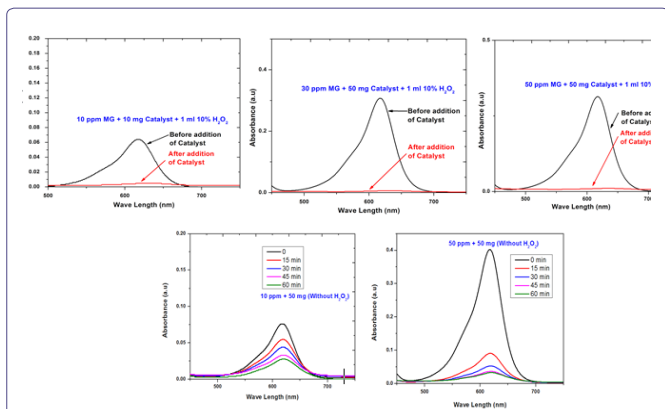 0.20
0.18
0.16
0.14
0.12
0.10
0.08
0.06
0.04
0.02
0.00
10 ppm MG + 10 mg Catalyst + 1 ml 10% H₂O₂
Before addition
of Catalyst
After addition
of Catalyst
500 600 700
Wave Length (nm)
Absorbance (a.u)
0.4
0.2
0.0
30 ppm MG + 50 mg Catalyst + 1 ml 10% H₂O₂
Before addition
of Catalyst
After addition
of Catalyst
500 600 700
Wave Length (nm)
Absorbance (a.u)
0.5
0.0
50 ppm MG + 50 mg Catalyst + 1 ml 10%
Before
of Catalyst
After
of Catalyst
500 600 700
Wave Length (nm)
Absorbance (a.u)
0.20
0.15
0.10
0.05
0.00
0
15 min
30 min
45 min
60 min
10 ppm + 50 mg (Without H₂O₂)
500 600 700
Wave Length (nm)
Absorbance (a.u)
0.4
0.3
0.2
0.1
0.0
50 ppm + 50 mg (Without H₂O₂)
0 min
15 min
30 min
45 min
60 min
500 600 700
Wave Length (nm)